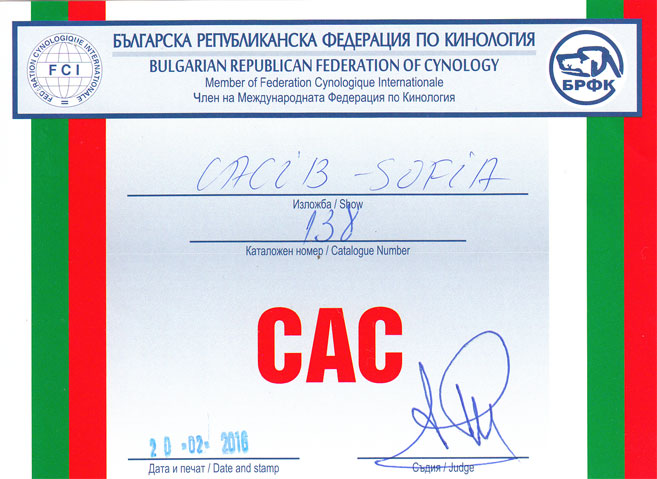 БЪЛГАРСКА РЕПУБЛИКАНСКА ФЕДЕРАЦИЯ ПО КИНОЛОГИЯ
BULGARIAN REPUBLICAN FEDERATION OF CYNOLOGY
Member of Federation Cynologique Internationale
Член на Международната Федерация по Кинология
FEDERATION CYNOLOGIQUE INTERNATIONALE
FCI
БРФК
CACIB - SOFIA
Изложба / Show
138
Каталожен номер / Catalogue Number
CAC
20 -02- 2016
Дата и печат / Date and stamp
Съдия / Judge